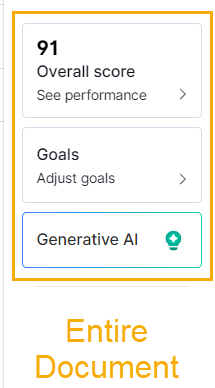 91
Overall score
See performance
Goals
Adjust goals
Generative AI
Entire
Document